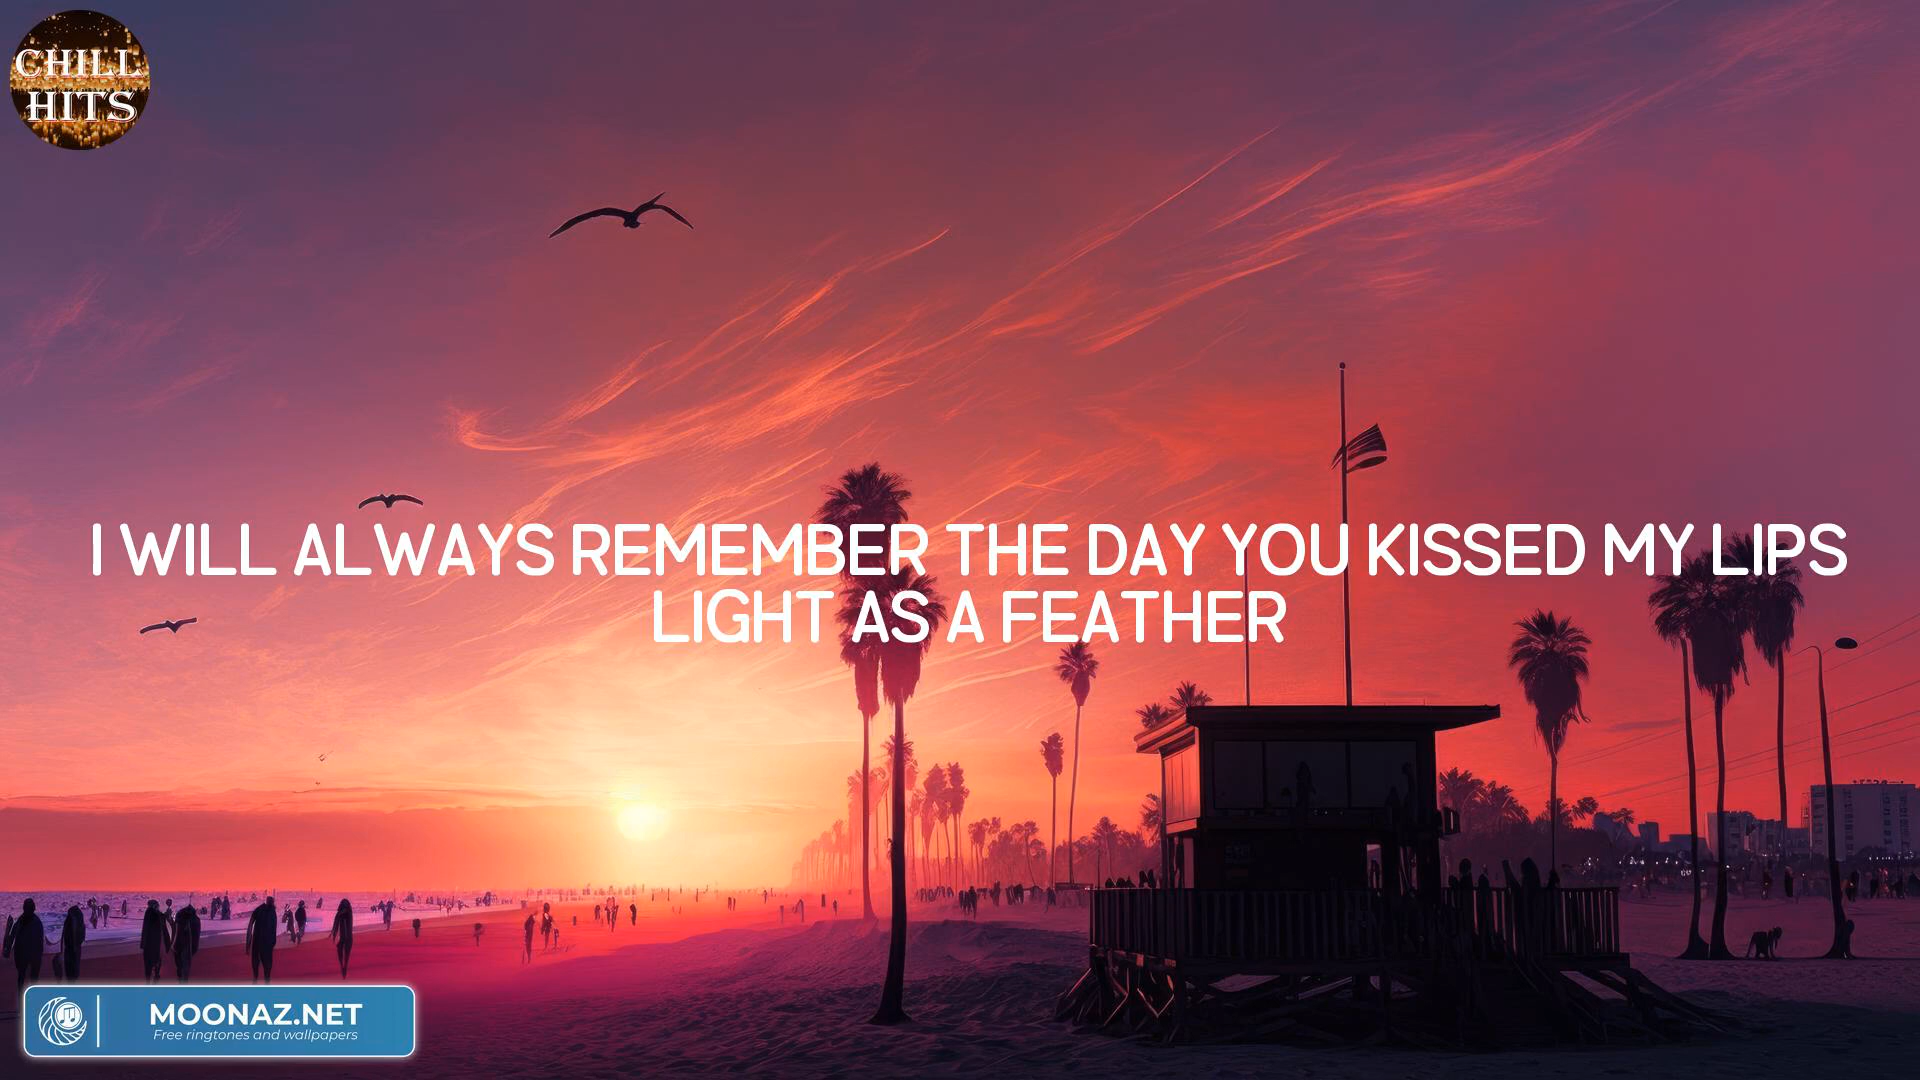 CHILL
HITS
I WILL ALWAYS REMEMBER THE DAY YOU KISSED MY LIPS
LIGHT AS A FEATHER
MOONAZ.NET
Free ringtones and wallpapers